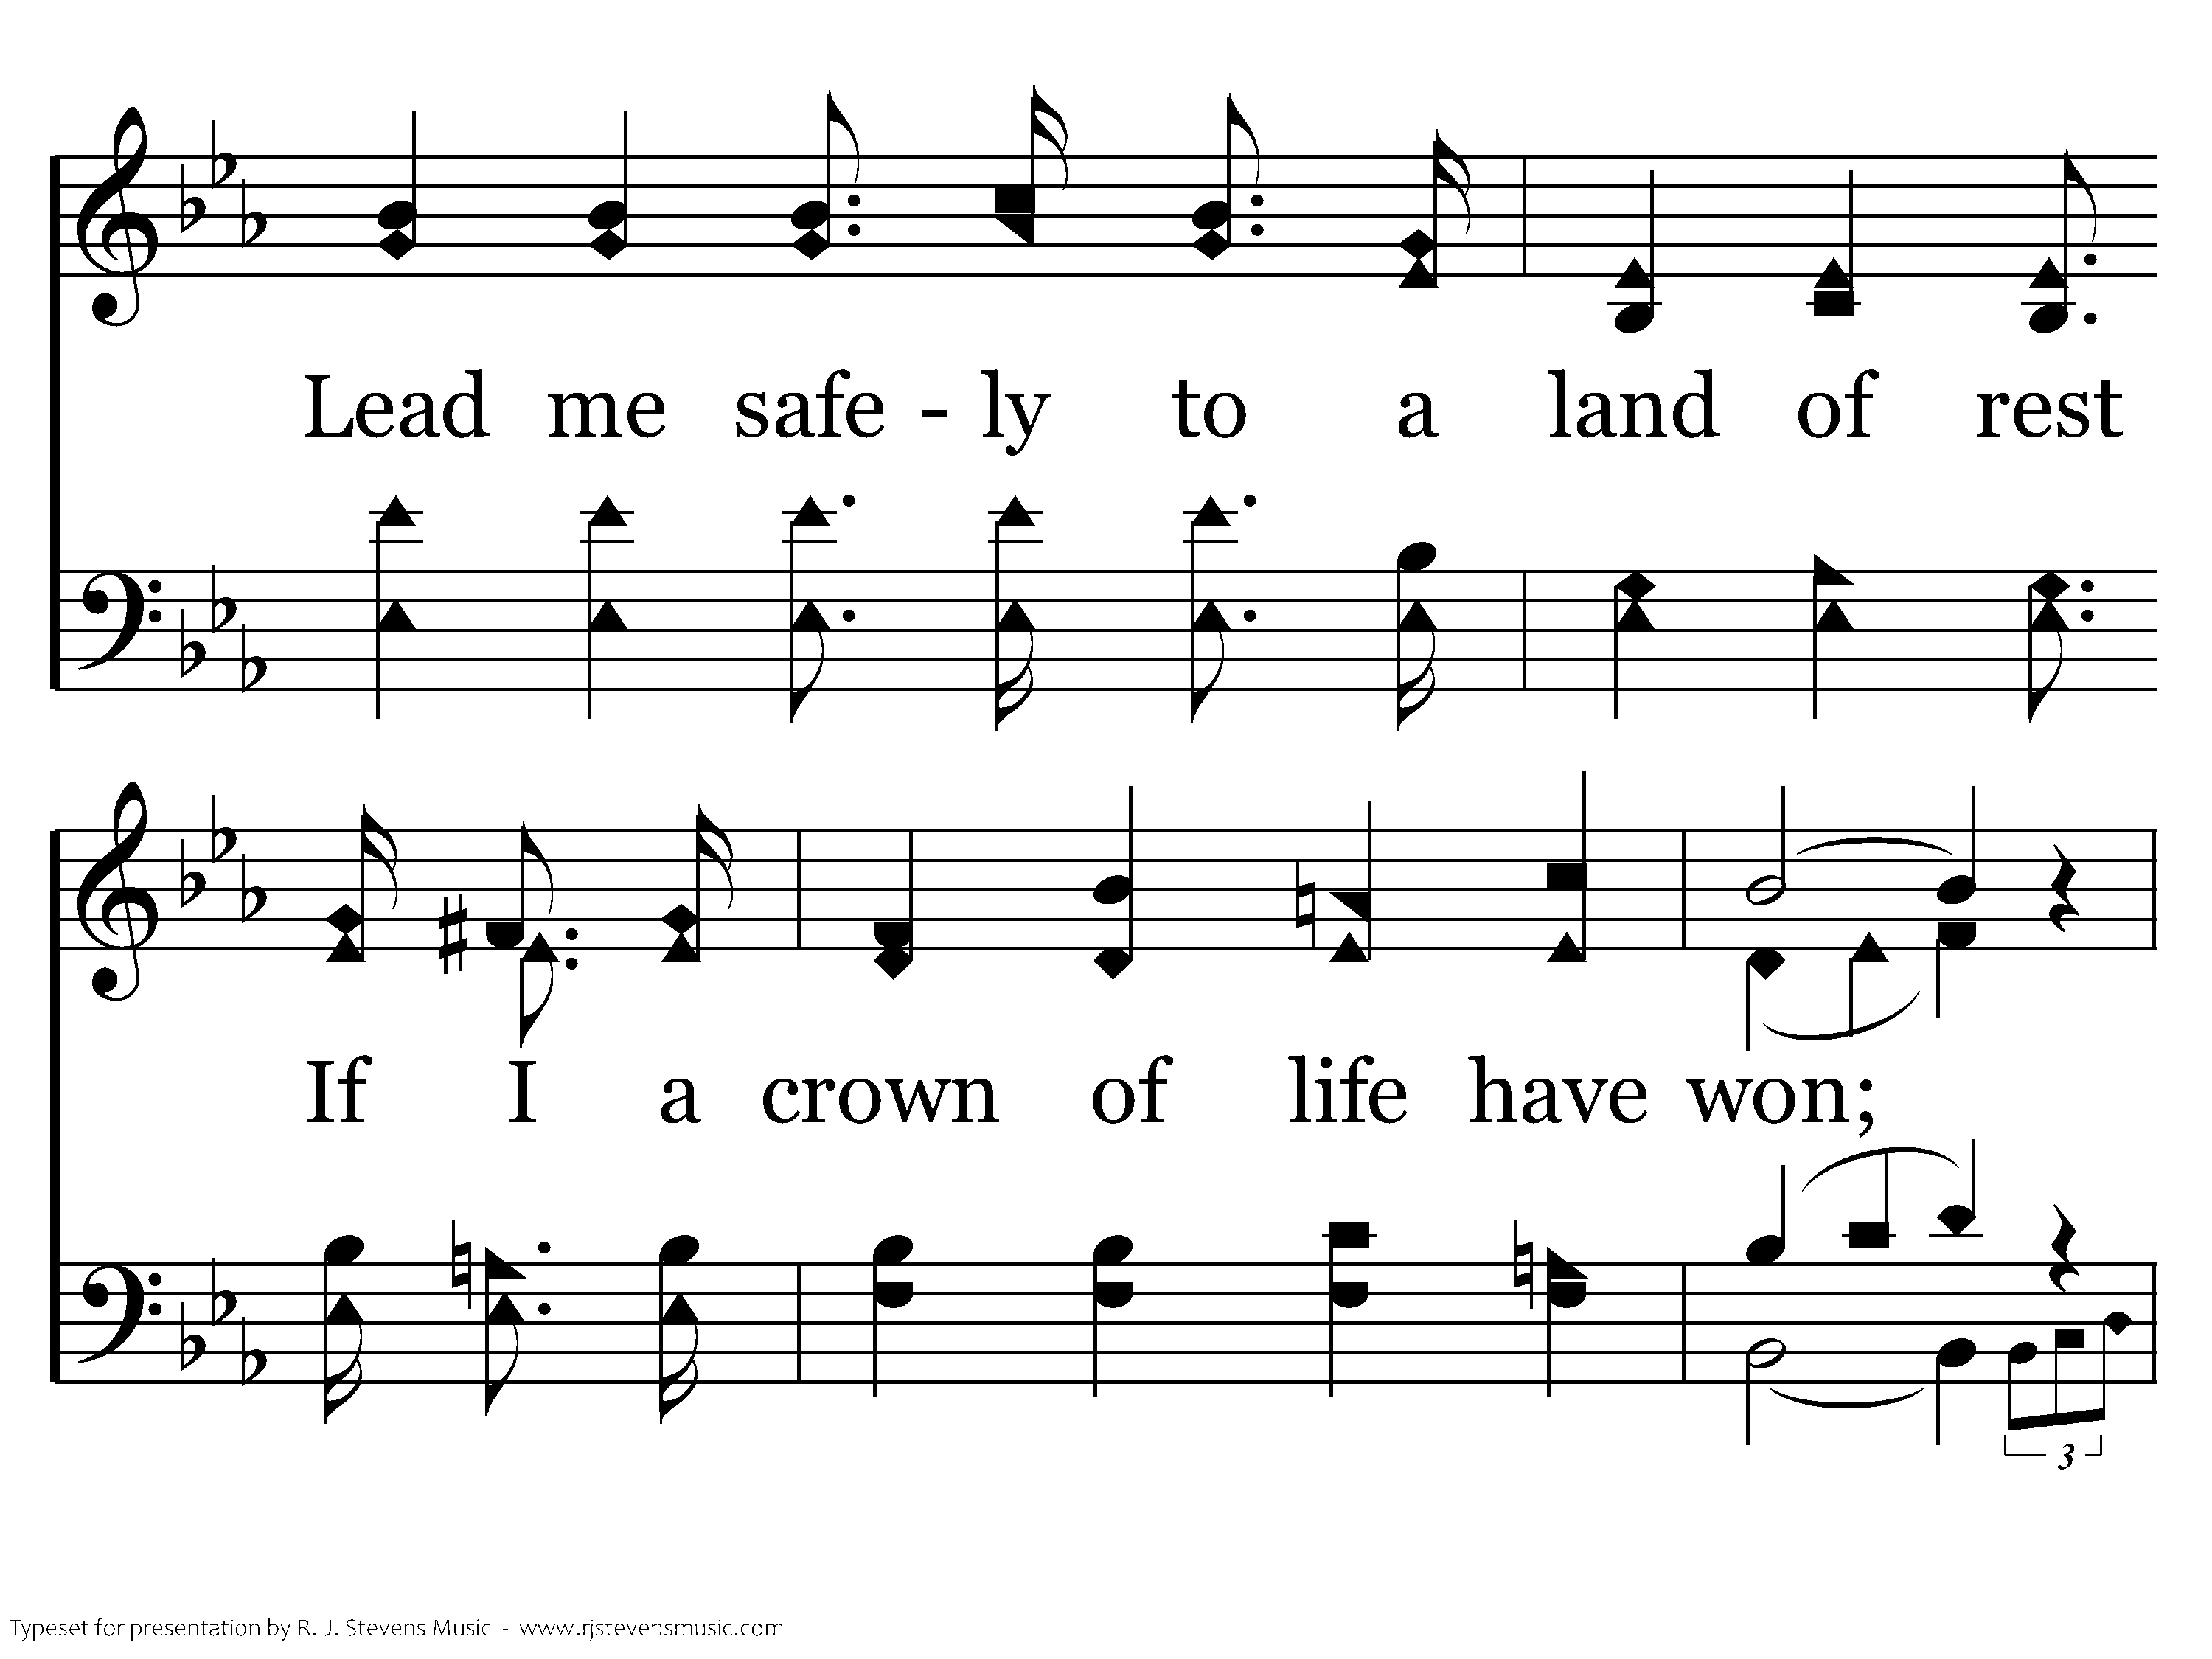 Lead me safe - ly to a land of rest
If I a crown of life have won;
3
Typeset for presentation by R. J. Stevens Music - www.rjstevensmusic.com